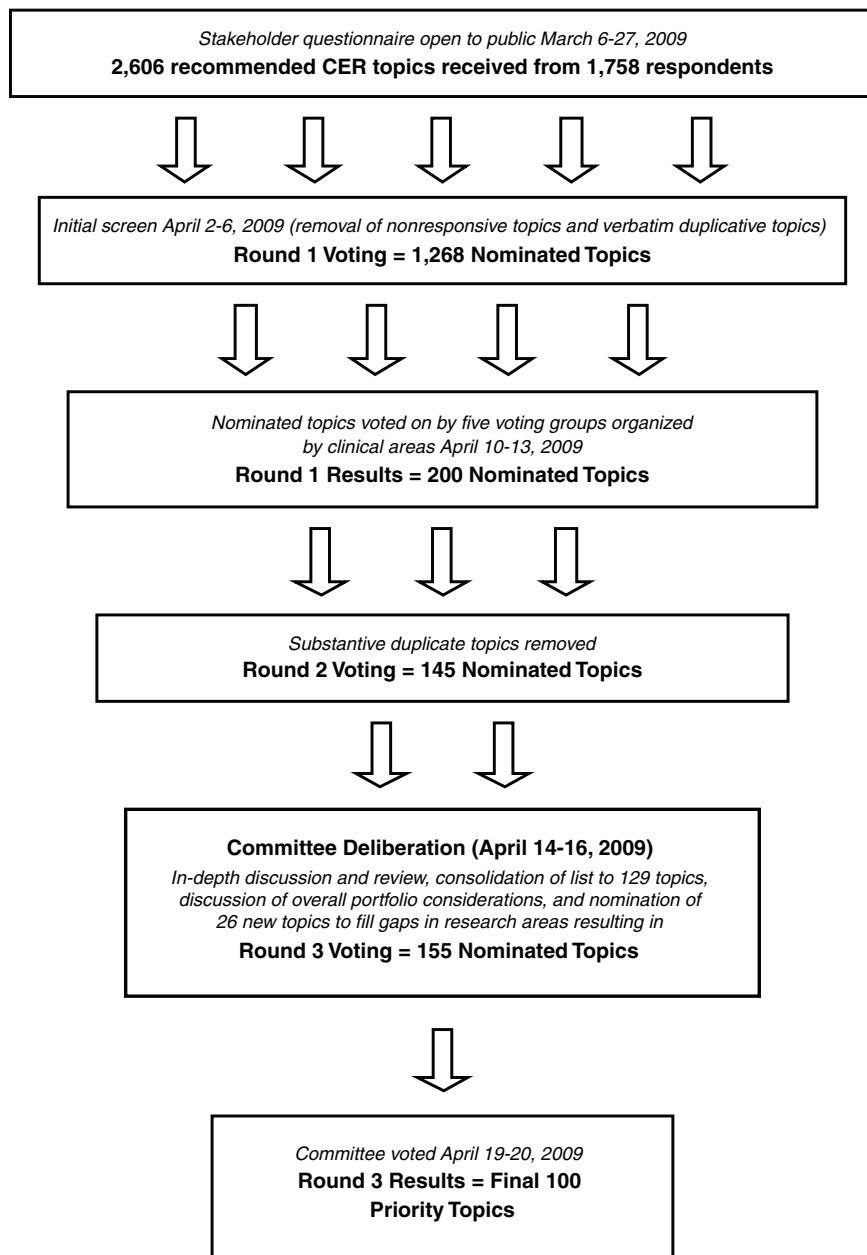 Stakeholder questionnaire open to public March 6-27, 2009
2,606 recommended CER topics received from 1,758 respondents
Initial screen April 2-6, 2009 (removal of nonresponsive topics and verbatim duplicative topics)
Round 1 Voting = 1,268 Nominated Topics
Nominated topics voted on by five voting groups organized
by clinical areas April 10-13, 2009
Round 1 Results = 200 Nominated Topics
Substantive duplicate topics removed
Round 2 Voting = 145 Nominated Topics
Committee Deliberation (April 14-16, 2009)
In-depth discussion and review, consolidation of list to 129 topics,
discussion of overall portfolio considerations, and nomination of
26 new topics to fill gaps in research areas resulting in
Round 3 Voting = 155 Nominated Topics
Committee voted April 19-20, 2009
Round 3 Results = Final 100
Priority Topics